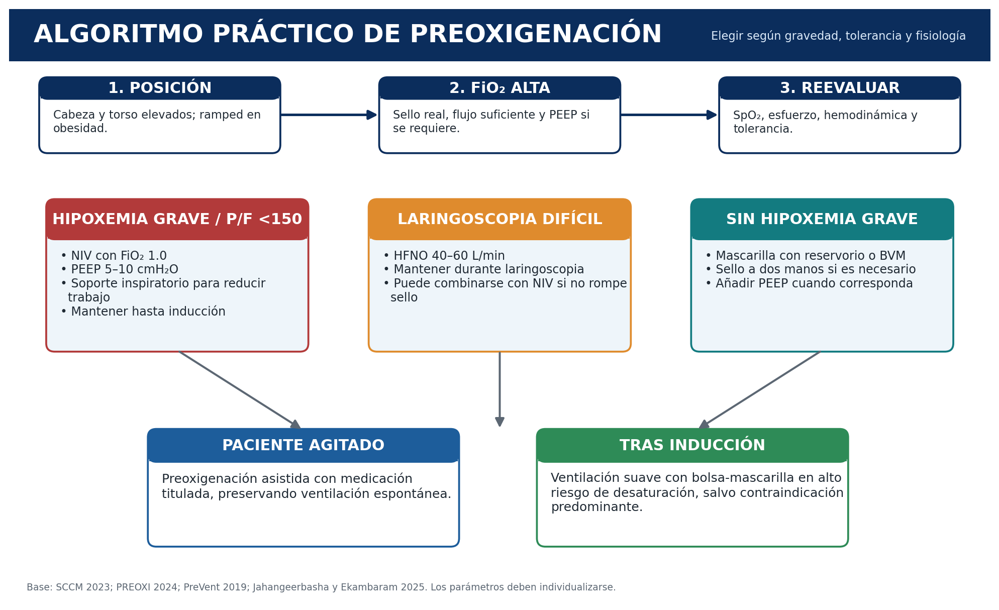 ALGORITMO PRÁCTICO DE PREOXIGENACIÓN
Elegir según gravedad, tolerancia y fisiología
1. POSICIÓN
Cabeza y torso elevados; ramped en
obesidad.
2. FiO₂ ALTA
Sello real, flujo suficiente y PEEP si
se requiere.
3. REEVALUAR
SpO₂, esfuerzo, hemodinámica y
tolerancia.
HIPOXEMIA GRAVE / P/F <150
• NIV con FiO₂ 1.0
• PEEP 5–10 cmH₂O
• Soporte inspiratorio para reducir
trabajo
• Mantener hasta inducción
LARINGOSCOPIA DIFÍCIL
• HFNO 40–60 L/min
• Mantener durante laringoscopia
• Puede combinarse con NIV si no rompe
sello
SIN HIPOXEMIA GRAVE
• Mascarilla con reservorio o BVM
• Sello a dos manos si es necesario
• Añadir PEEP cuando corresponda
PACIENTE AGITADO
Preoxigenación asistida con medicación
titulada, preservando ventilación espontánea.
TRAS INDUCCIÓN
Ventilación suave con bolsa-mascarilla en alto
riesgo de desaturación, salvo contraindicación
predominante.
Base: SCCM 2023; PREOXI 2024; PreVent 2019; Jahangeerbasha y Ekambaram 2025. Los parámetros deben individualizarse.